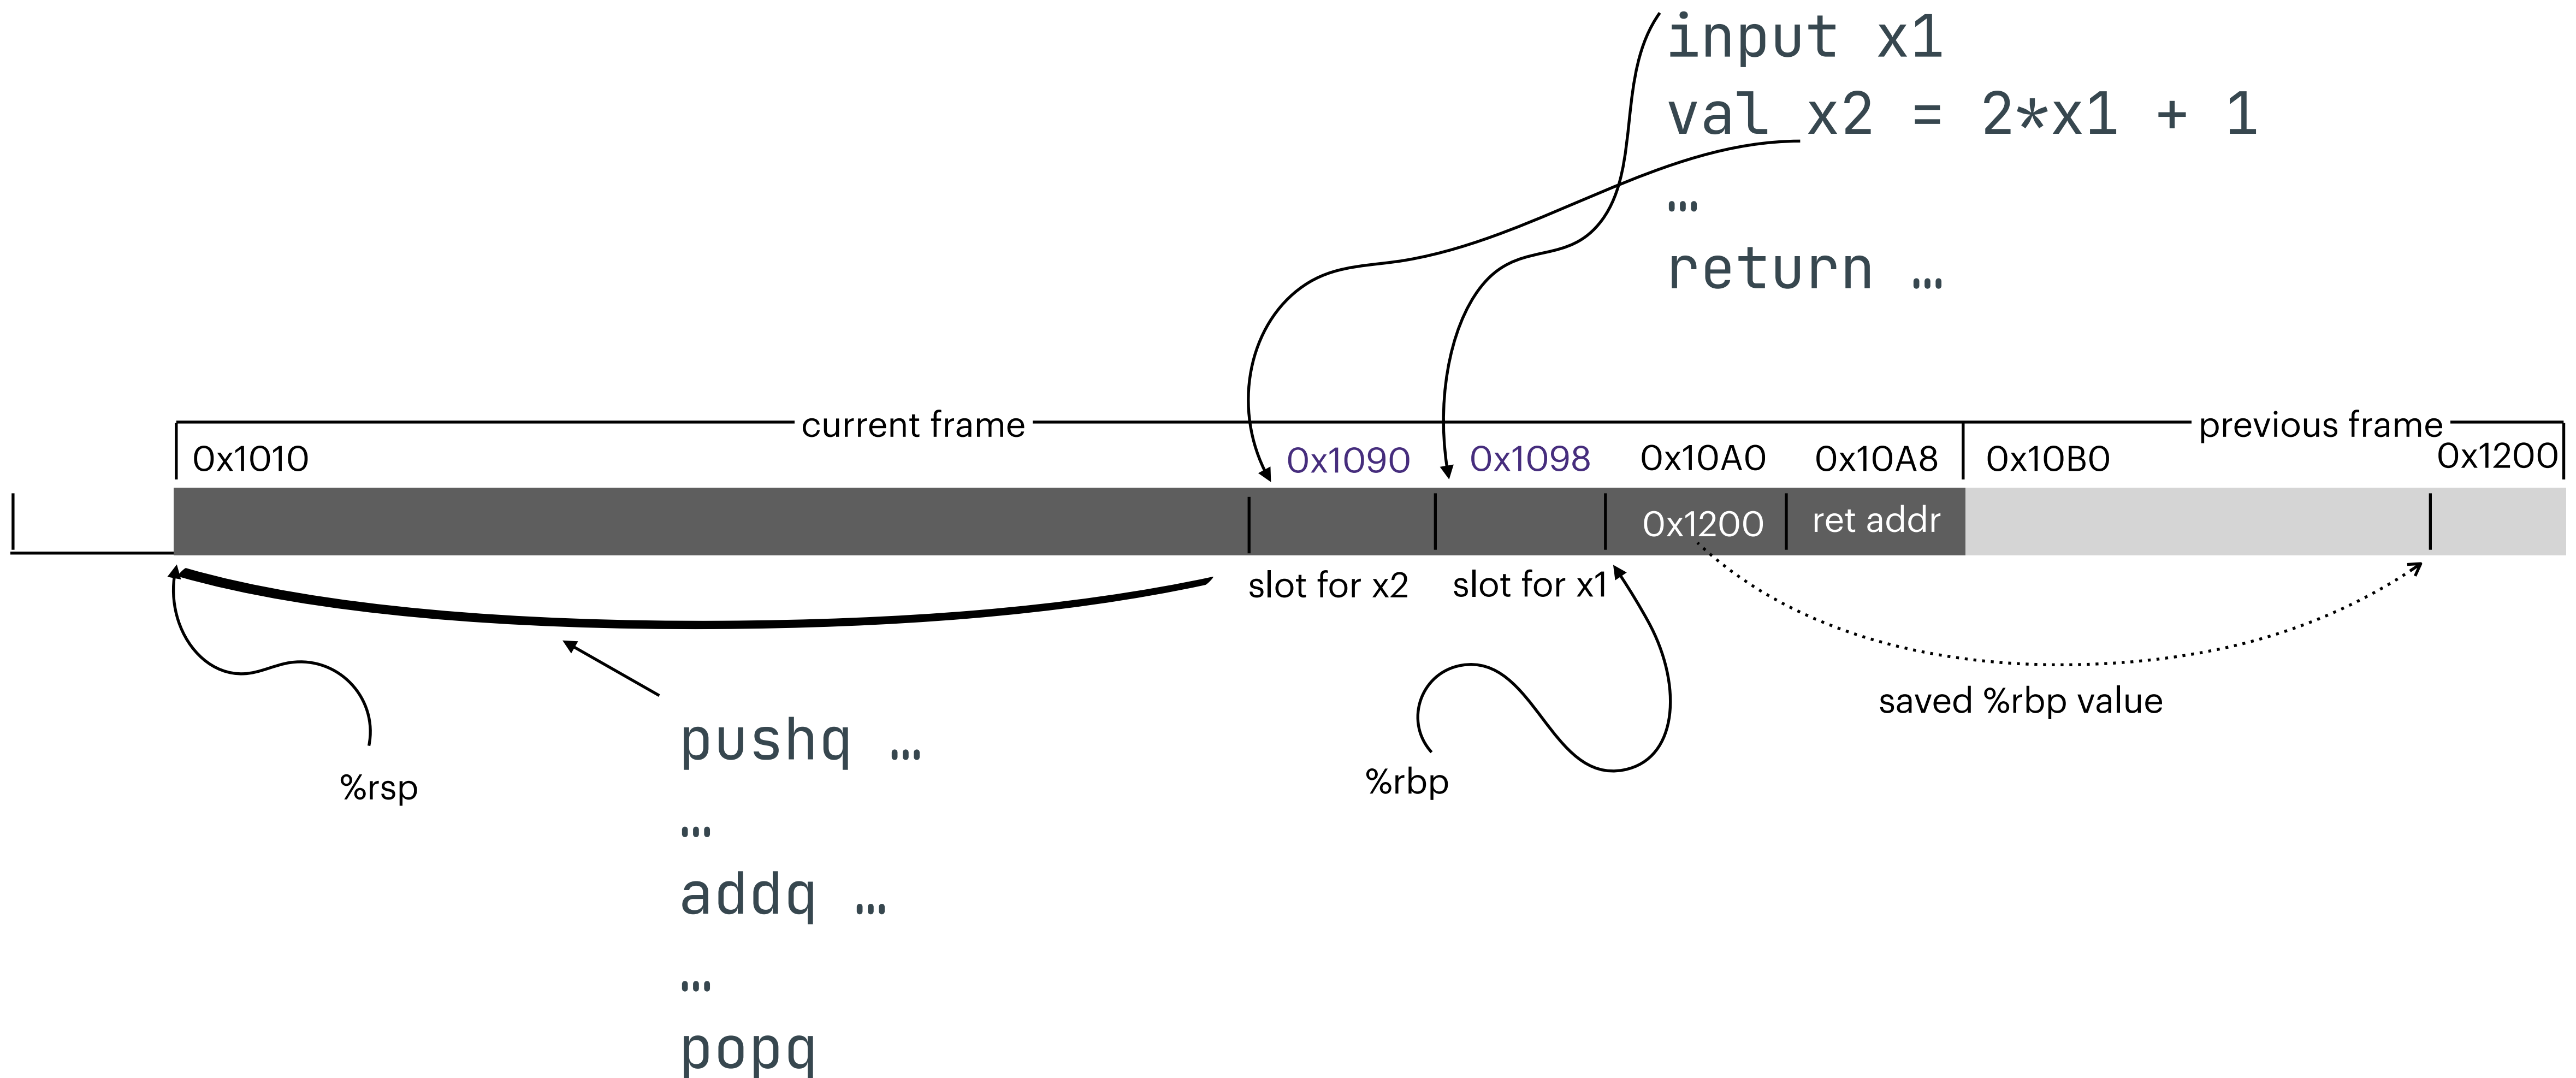 input x1
val x2 = 2*x1 + 1
…
return …
current frame
previous frame
0x1010
0x1090
0x1098
0x10A0
0x10A8
0x10B0
0x1200
0x1200
ret addr
slot for x2
slot for x1
saved %rbp value
%rsp
%rbp
pushq …
…
addq …
…
popq